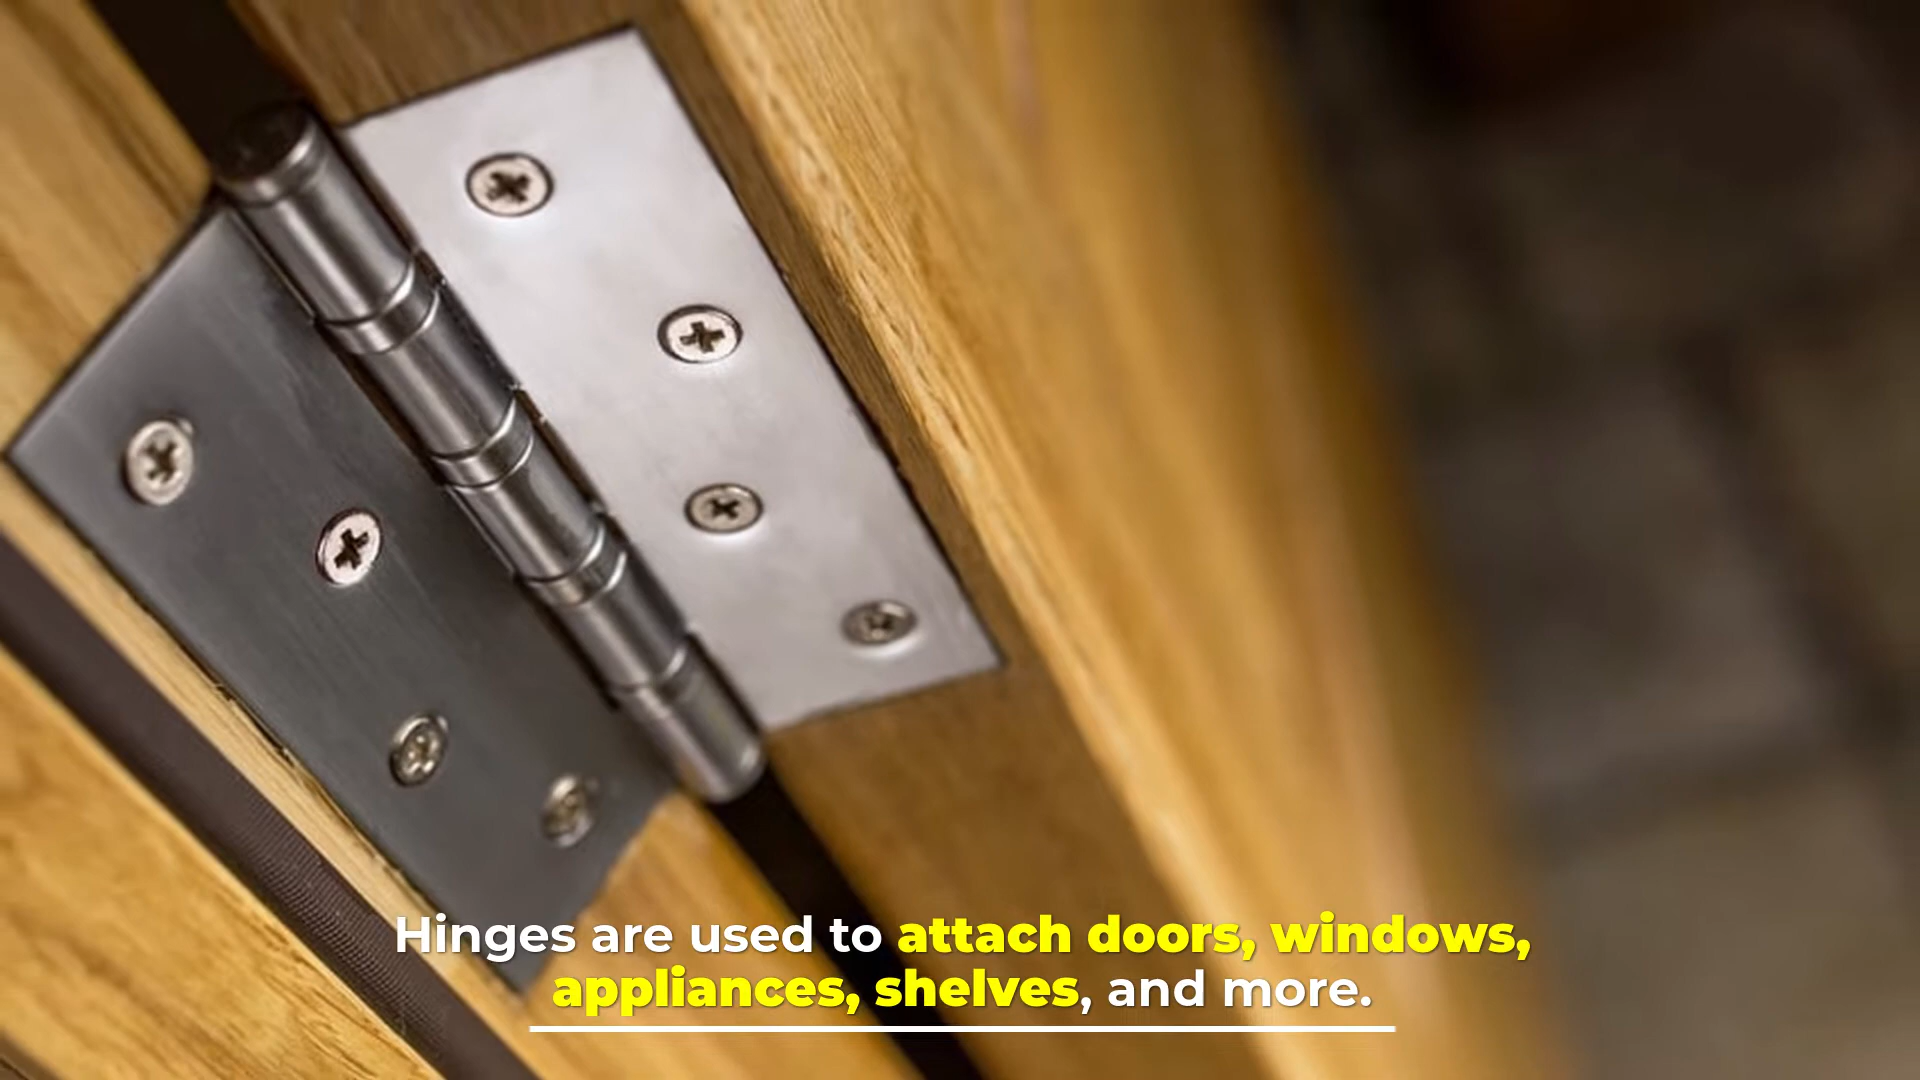 Hinges are used to attach doors, windows,
appliances, shelves, and more.